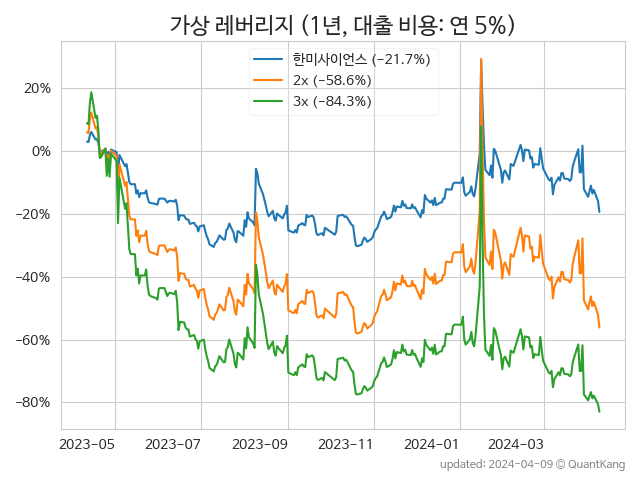 가상 레버리지 (1년, 대출 비용: 연 5%)
한미사이언스 (−21.7%)
2x (−58.6%)
3x (−84.3%)
20%
0%
−20%
−40%
−60%
−80%
2023-05 2023-07 2023-09 2023-11 2024-01 2024-03
updated: 2024-04-09 © QuantKang